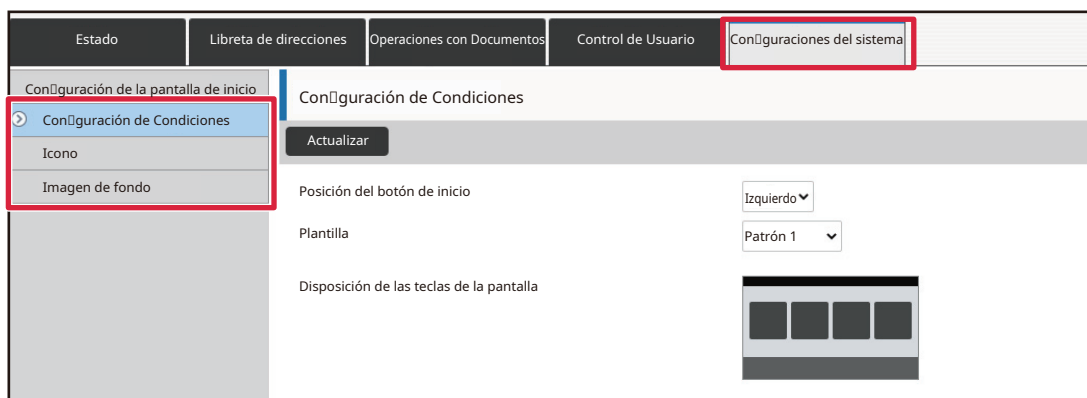 Estado
Libreta de direcciones
Operaciones con Documentos
Control de Usuario
Con▯guraciones del sistema
Con▯guración de la pantalla de inicio
Con▯guración de Condiciones
Icono
Imagen de fondo
Con▯guración de Condiciones
Actualizar
Posición del botón de inicio
Izquierdo
Plantilla
Patrón 1
Disposición de las teclas de la pantalla